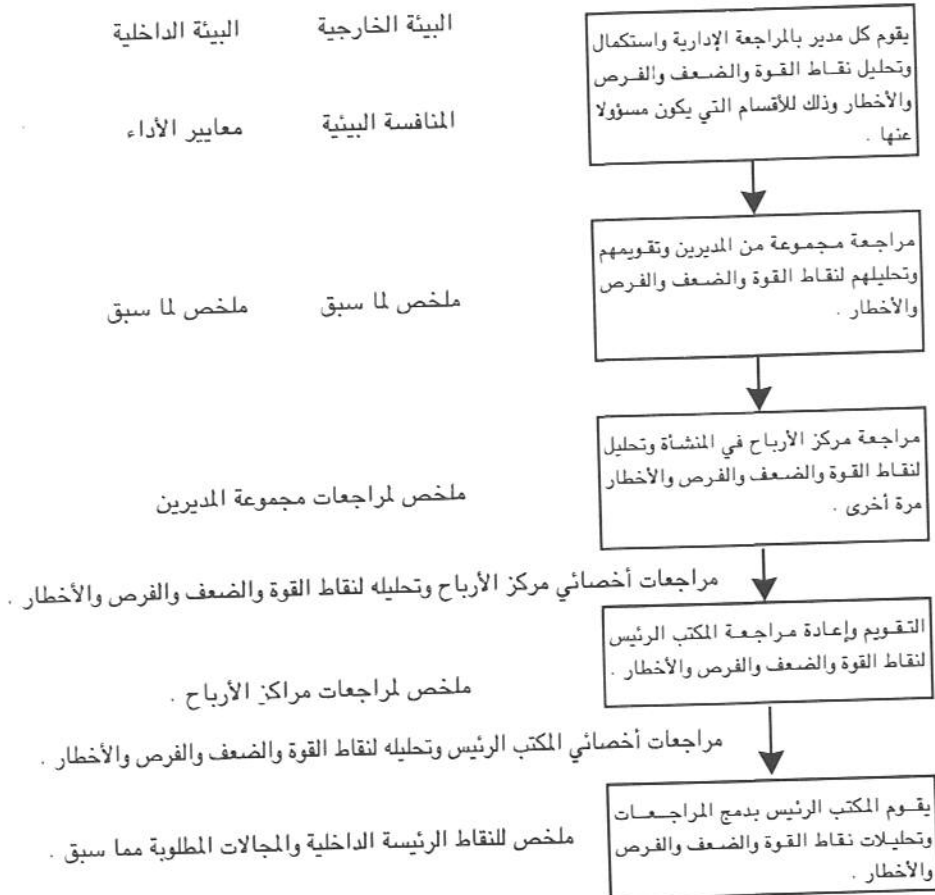 البيئة الخارجية
البيئة الداخلية
يقوم كل مدير بالمراجعة الإدارية واستكمال
وتحليل نقاط القوة والضعف والفرص
والأخطار وذلك للأقسام التي يكون مسؤولا
عنها .
المنافسة البيئية
معايير الأداء
مراجعة مجموعة من المديرين وتقويمهم
وتحليلهم لنقاط القوة والضعف والفرص
والأخطار .
ملخص لما سبق
ملخص لما سبق
مراجعة مركز الأرباح في المنشأة وتحليل
لنقاط القوة والضعف والفرص والأخطار
مرة أخرى .
ملخص لمراجعات مجموعة المديرين
مراجعات أخصائي مركز الأرباح وتحليله لنقاط القوة والضعف والفرص والأخطار .
التقويم وإعادة مراجعة المكتب الرئيس
لنقاط القوة والضعف والفرص والأخطار .
ملخص لمراجعات مراكز الأرباح .
مراجعات أخصائي المكتب الرئيس وتحليله لنقاط القوة والضعف والفرص والأخطار .
يقوم المكتب الرئيس بدمج المراجعات
وتحليلات نقاط القوة والضعف والفرص
والأخطار .
ملخص للنقاط الرئيسة الداخلية والمجالات المطلوبة مما سبق .